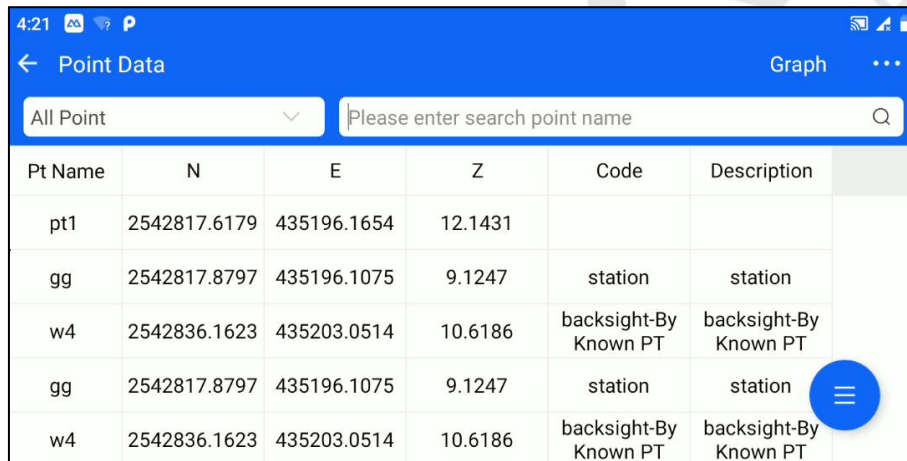 4:21
Point Data Graph
All Point Please enter search point name
Pt Name N E Z Code Description
pt1 2542817.6179 435196.1654 12.1431
gg 2542817.8797 435196.1075 9.1247 station station
w4 2542836.1623 435203.0514 10.6186 backsight-By Known PT backsight-By Known PT
gg 2542817.8797 435196.1075 9.1247 station station
w4 2542836.1623 435203.0514 10.6186 backsight-By Known PT backsight-By Known PT